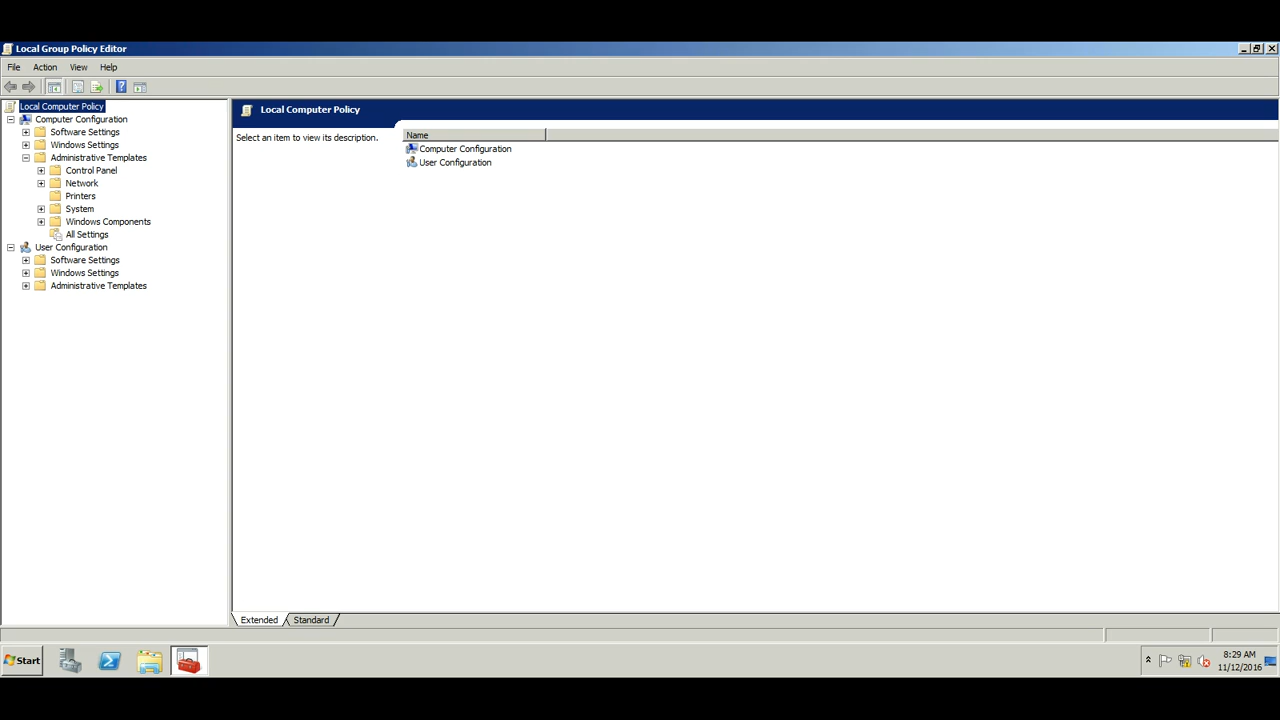 Local Group Policy Editor
File Action View Help
Local Computer Policy
Computer Configuration
Software Settings
Windows Settings
Administrative Templates
Control Panel
Network
Printers
System
Windows Components
All Settings
User Configuration
Software Settings
Windows Settings
Administrative Templates
Local Computer Policy
Select an item to view its description.
Name
Computer Configuration
User Configuration
Extended Standard
Start
8:29 AM
11/12/2016